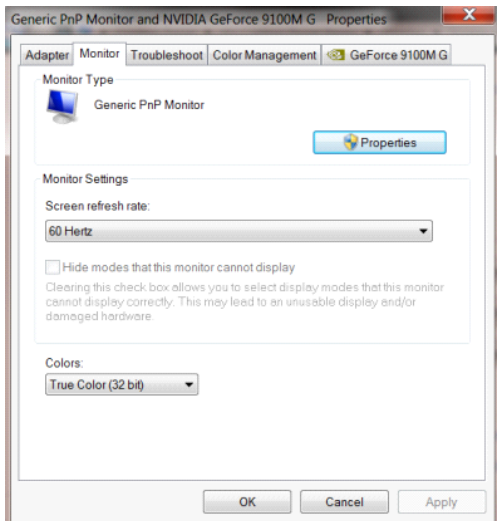 Generic PnP Monitor and NVIDIA GeForce 9100M G Properties
Adapter Monitor Troubleshoot Color Management GeForce 9100M G
Monitor Type
Generic PnP Monitor
Properties
Monitor Settings
Screen refresh rate:
60 Hertz
Hide modes that this monitor cannot display
Clearing this check box allows you to select display modes that this monitor
cannot display correctly. This may lead to an unusable display and/or
damaged hardware.
Colors:
True Color (32 bit)
OK Cancel Apply